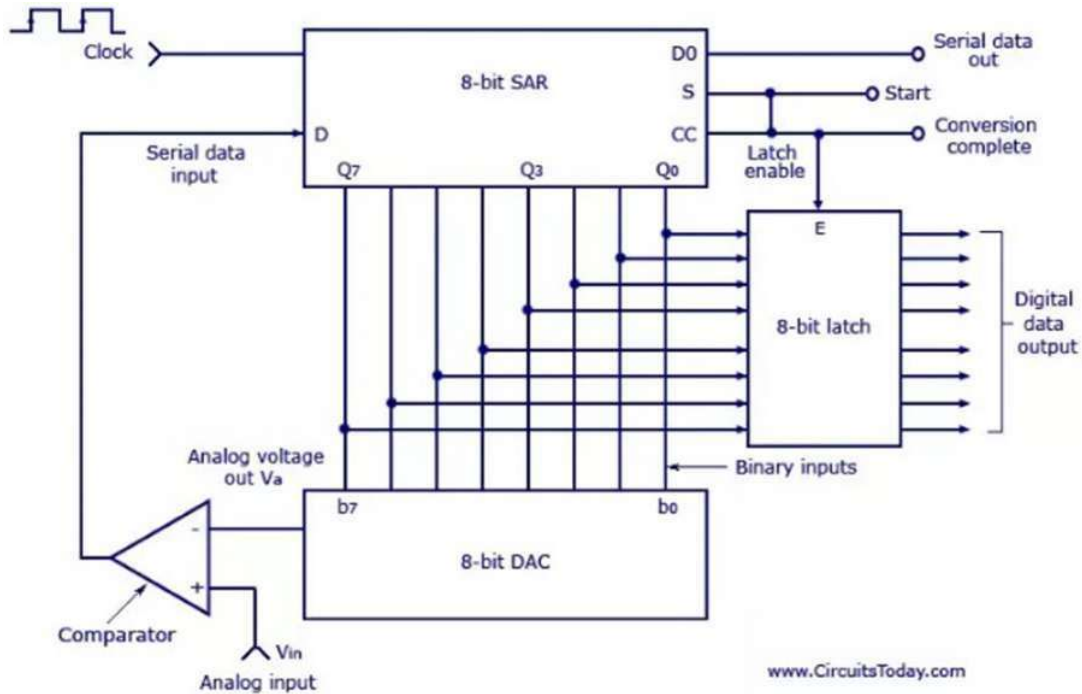 Clock
8-bit SAR
D0
Serial data
out
S
Start
D
CC
Conversion
complete
Serial data
input
Latch
enable
Q7
Q3
Q0
E
8-bit latch
Digital
data
output
Analog voltage
out Va
Binary inputs
b7
b0
-
8-bit DAC
+
Comparator
Vin
Analog input
www.CircuitsToday.com